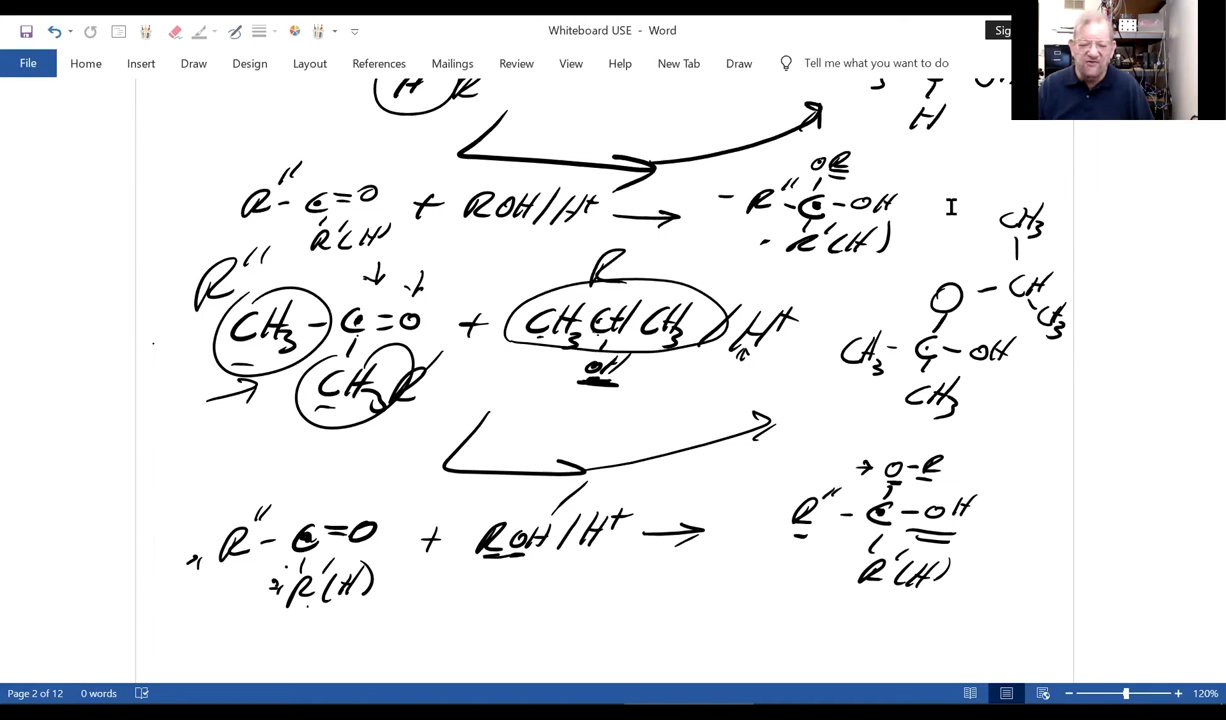 Whiteboard USE - Word
Sig
File Home Insert Draw Design Layout References Mailings Review View Help New Tab Draw Tell me what you want to do
H R
H
OR
R'' - C = O + ROH/H+ → - R'' - C - OH
R'(H) R'(H)
CH3
R'' R
O - CH
CH3
CH3 - C = O + CH3CHCH3/H+
OH
CH3 - C - OH
CH3 R'
CH3
→ O - R
R'' - C = O + ROH/H+ → R'' - C - OH
R'(H) R'(H)
Page 2 of 12 0 words 120%